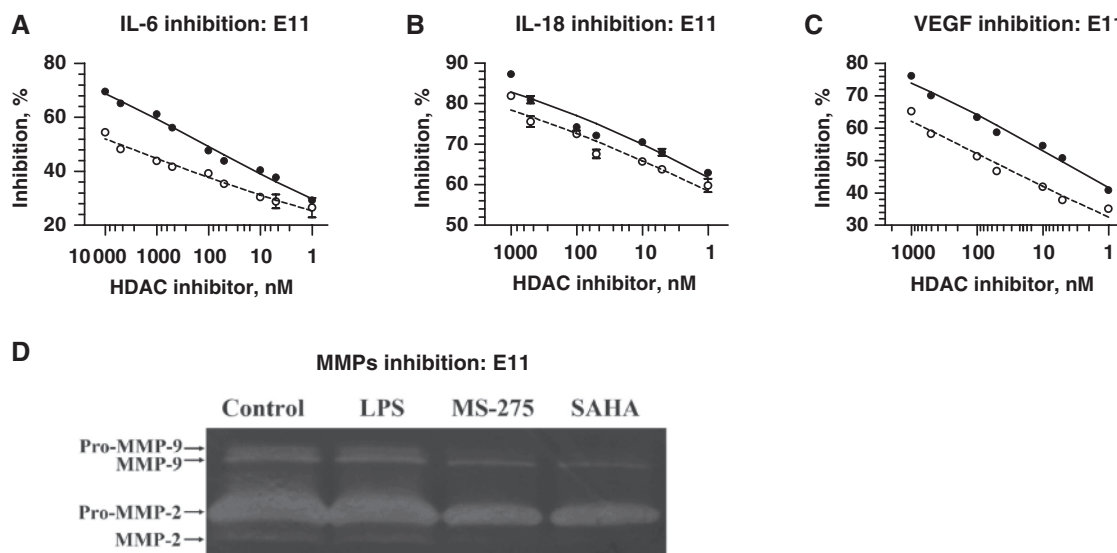 A
IL-6 inhibition: E11
Inhibition, %
80
60
40
20
10 000 1000 100 10 1
HDAC inhibitor, nM
B
IL-18 inhibition: E11
Inhibition, %
90
80
70
60
50
1000 100 10 1
HDAC inhibitor, nM
C
VEGF inhibition: E11
Inhibition, %
80
70
60
50
40
30
1000 100 10 1
HDAC inhibitor, nM
D
MMPs inhibition: E11
Control LPS MS-275 SAHA
Pro-MMP-9
MMP-9
Pro-MMP-2
MMP-2